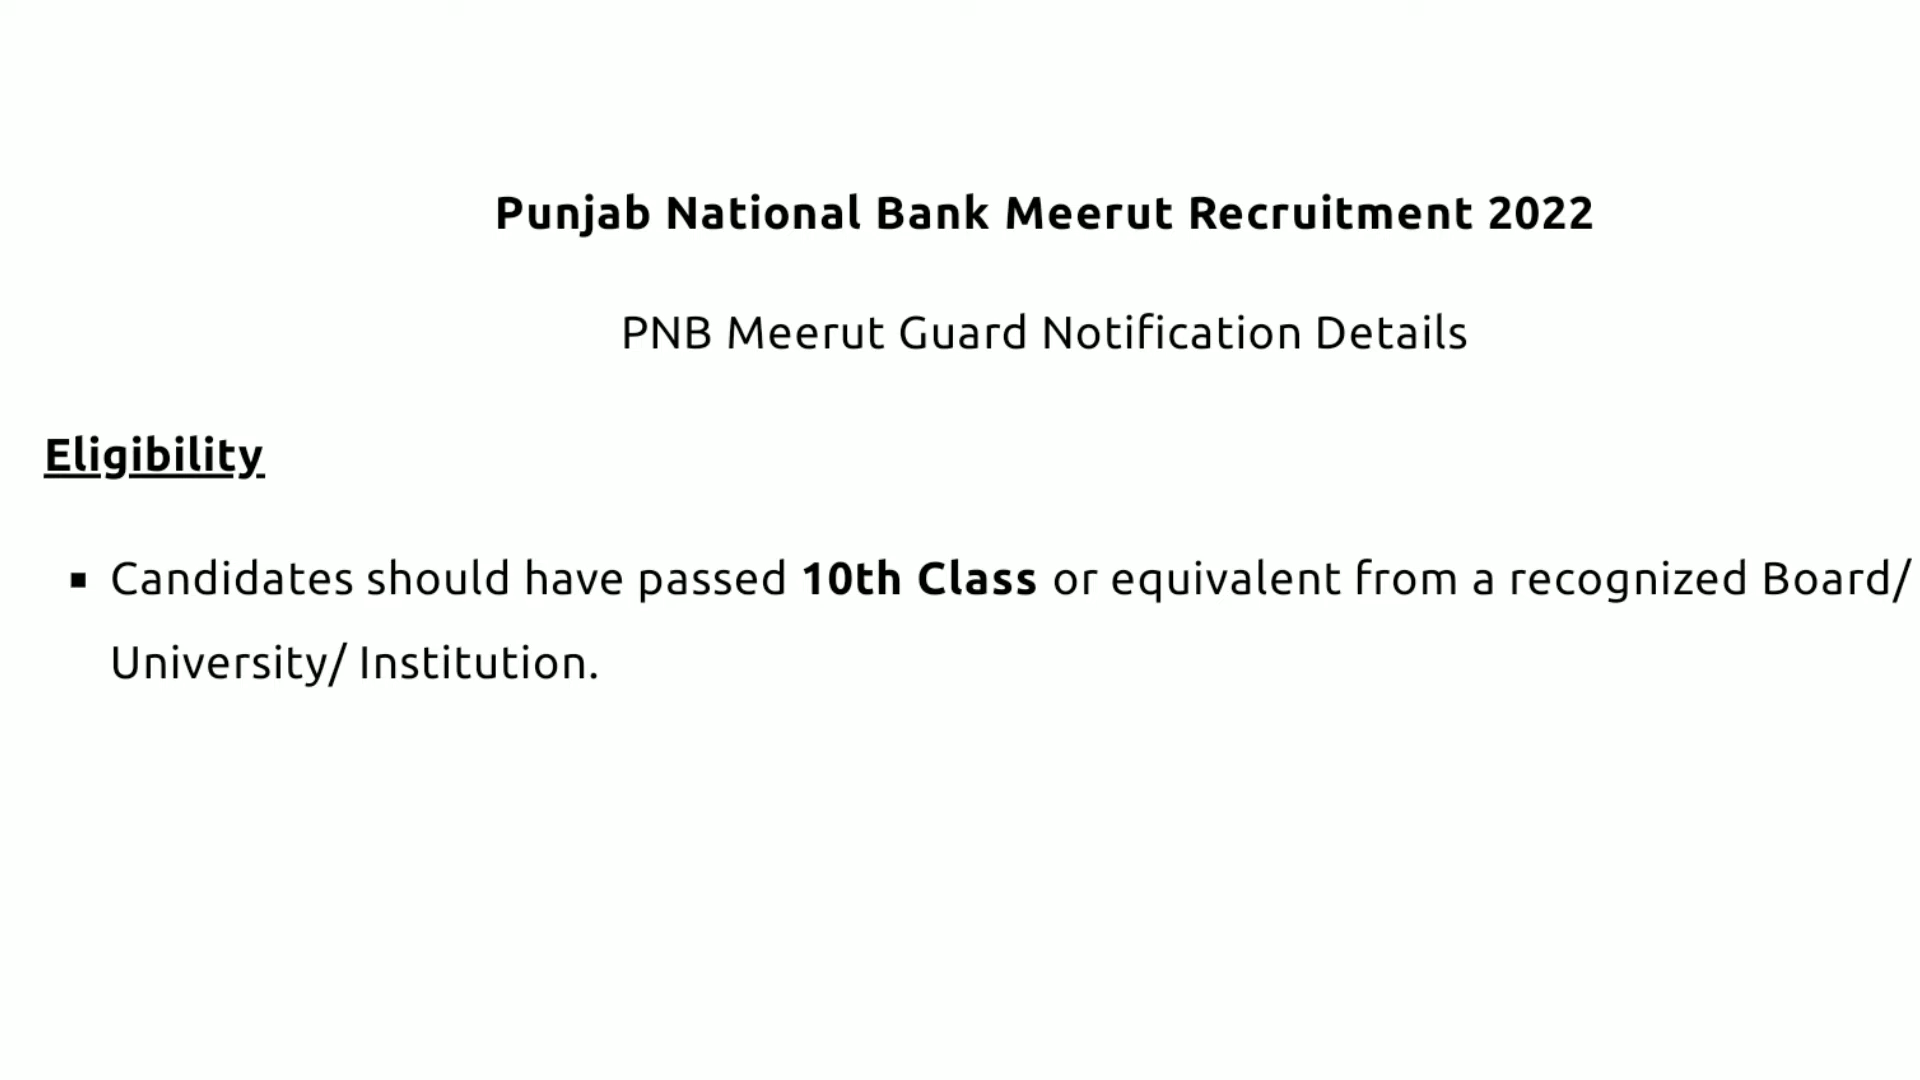 Punjab National Bank Meerut Recruitment 2022
PNB Meerut Guard Notification Details
Eligibility
▪ Candidates should have passed 10th Class or equivalent from a recognized Board/
University/ Institution.